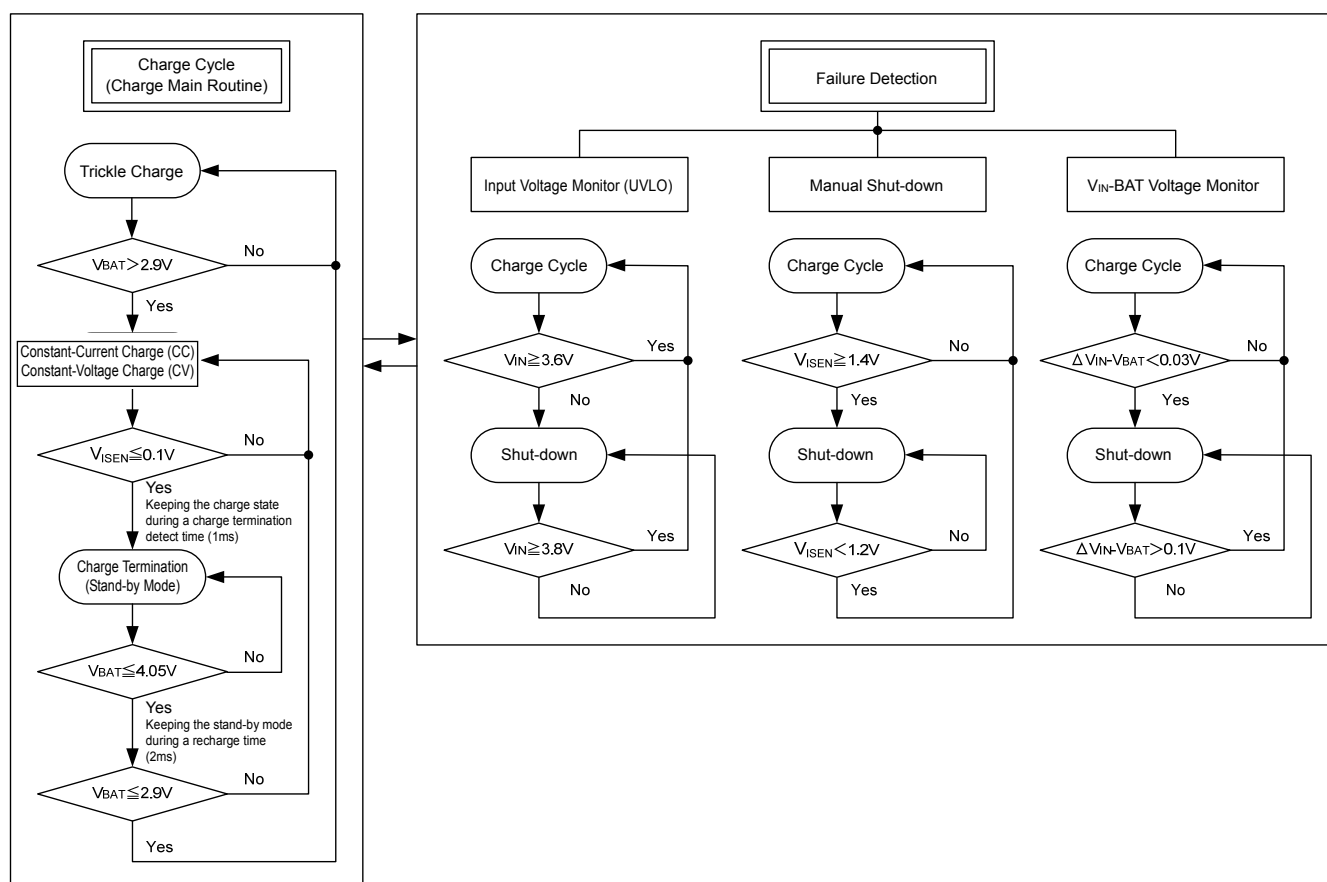 Charge Cycle
(Charge Main Routine)
Trickle Charge
VBAT>2.9V
No
Yes
Constant-Current Charge (CC)
Constant-Voltage Charge (CV)
VISEN≦0.1V
No
Yes
Keeping the charge state
during a charge termination
detect time (1ms)
Charge Termination
(Stand-by Mode)
VBAT≦4.05V
No
Yes
Keeping the stand-by mode
during a recharge time
(2ms)
VBAT≦2.9V
No
Yes
Failure Detection
Input Voltage Monitor (UVLO)
Charge Cycle
VIN≧3.6V
Yes
No
Shut-down
VIN≧3.8V
Yes
No
Manual Shut-down
Charge Cycle
VISEN≧1.4V
No
Yes
Shut-down
VISEN<1.2V
No
Yes
VIN-BAT Voltage Monitor
Charge Cycle
ΔVIN-VBAT<0.03V
No
Yes
Shut-down
ΔVIN-VBAT>0.1V
Yes
No